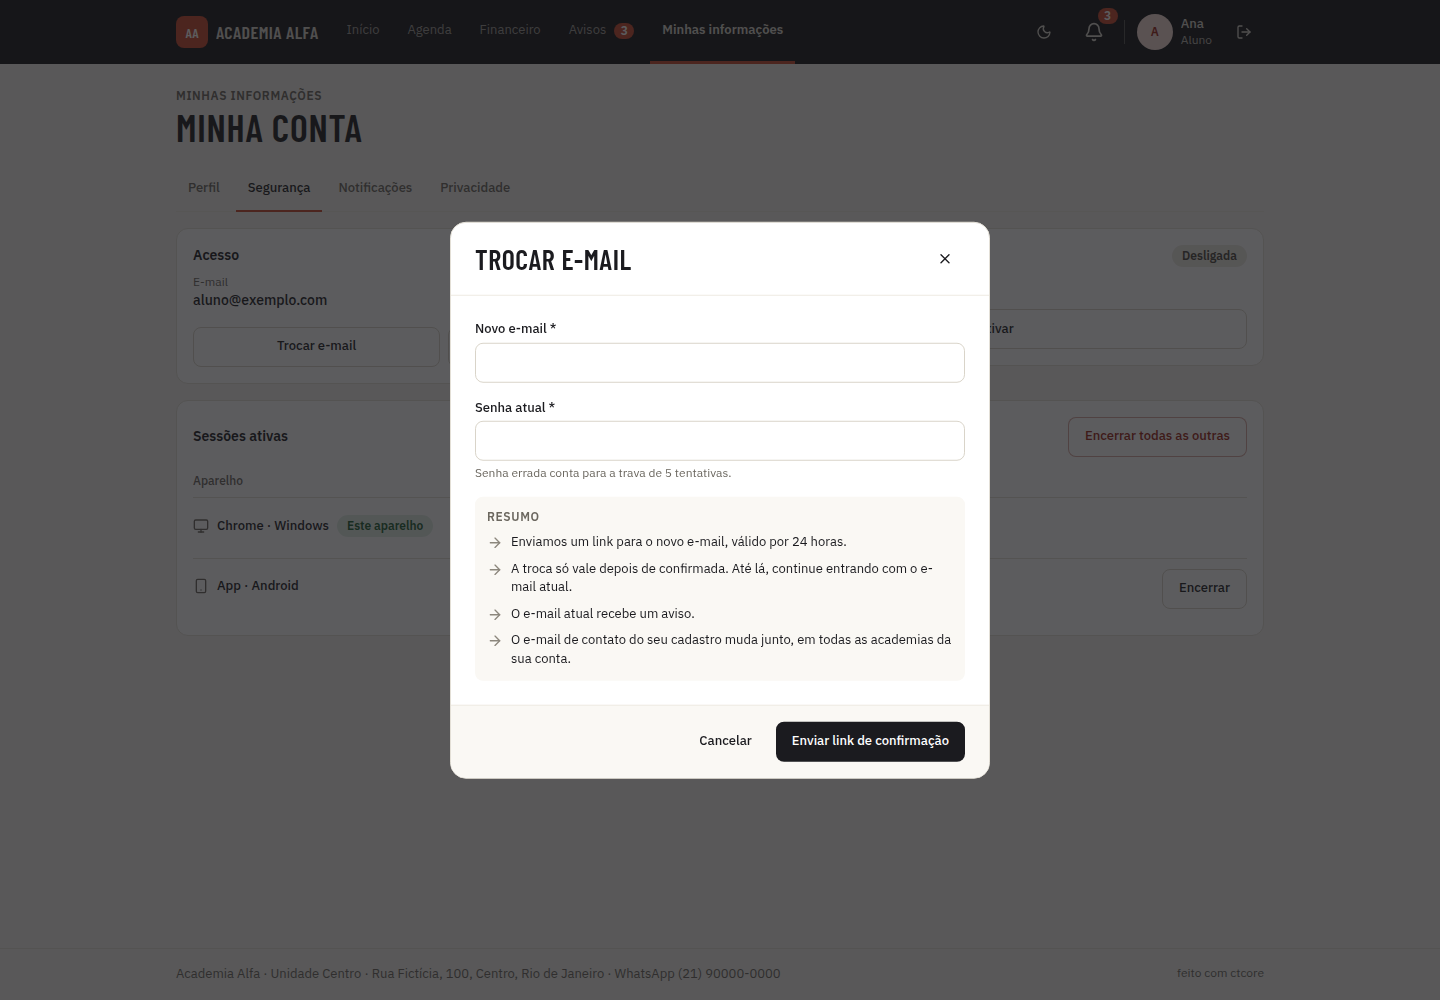 AA ACADEMIA ALFA Início Agenda Financeiro Avisos 3 Minhas informações 3 A Ana
Aluno
MINHAS INFORMAÇÕES
MINHA CONTA
Perfil Segurança Notificações Privacidade
Acesso
Desligada
E-mail
aluno@exemplo.com
Trocar e-mail
Sessões ativas
Encerrar todas as outras
Aparelho
Chrome · Windows Este aparelho
App · Android
Encerrar
TROCAR E-MAIL
Novo e-mail *
Senha atual *
Senha errada conta para a trava de 5 tentativas.
RESUMO
Enviamos um link para o novo e-mail, válido por 24 horas.
A troca só vale depois de confirmada. Até lá, continue entrando com o e-
mail atual.
O e-mail atual recebe um aviso.
O e-mail de contato do seu cadastro muda junto, em todas as academias da
sua conta.
Cancelar Enviar link de confirmação
Academia Alfa · Unidade Centro · Rua Fictícia, 100, Centro, Rio de Janeiro · WhatsApp (21) 90000-0000
feito com ctcore